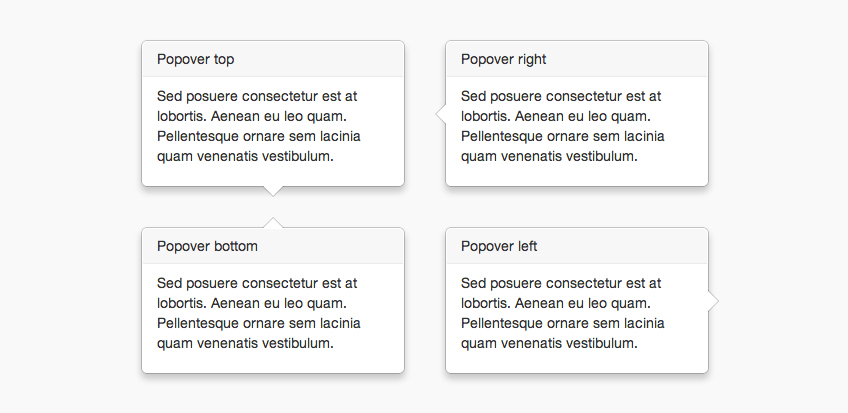 Popover top
Sed posuere consectetur est at
lobortis. Aenean eu leo quam.
Pellentesque ornare sem lacinia
quam venenatis vestibulum.
Popover right
Sed posuere consectetur est at
lobortis. Aenean eu leo quam.
Pellentesque ornare sem lacinia
quam venenatis vestibulum.
Popover bottom
Sed posuere consectetur est at
lobortis. Aenean eu leo quam.
Pellentesque ornare sem lacinia
quam venenatis vestibulum.
Popover left
Sed posuere consectetur est at
lobortis. Aenean eu leo quam.
Pellentesque ornare sem lacinia
quam venenatis vestibulum.